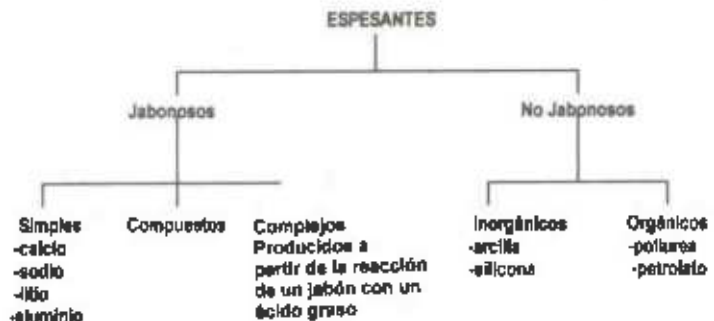 ESPESANTES
Jabonosos
No Jabonosos
Simples
-calcio
-sodio
-litio
-aluminio
Compuestos
Complejos
Producidos a
partir de la reacción
de un jabón con un
ácido graso
Inorgánicos
-arcilla
-silicona
Orgánicos
-poliurea
-petrolato